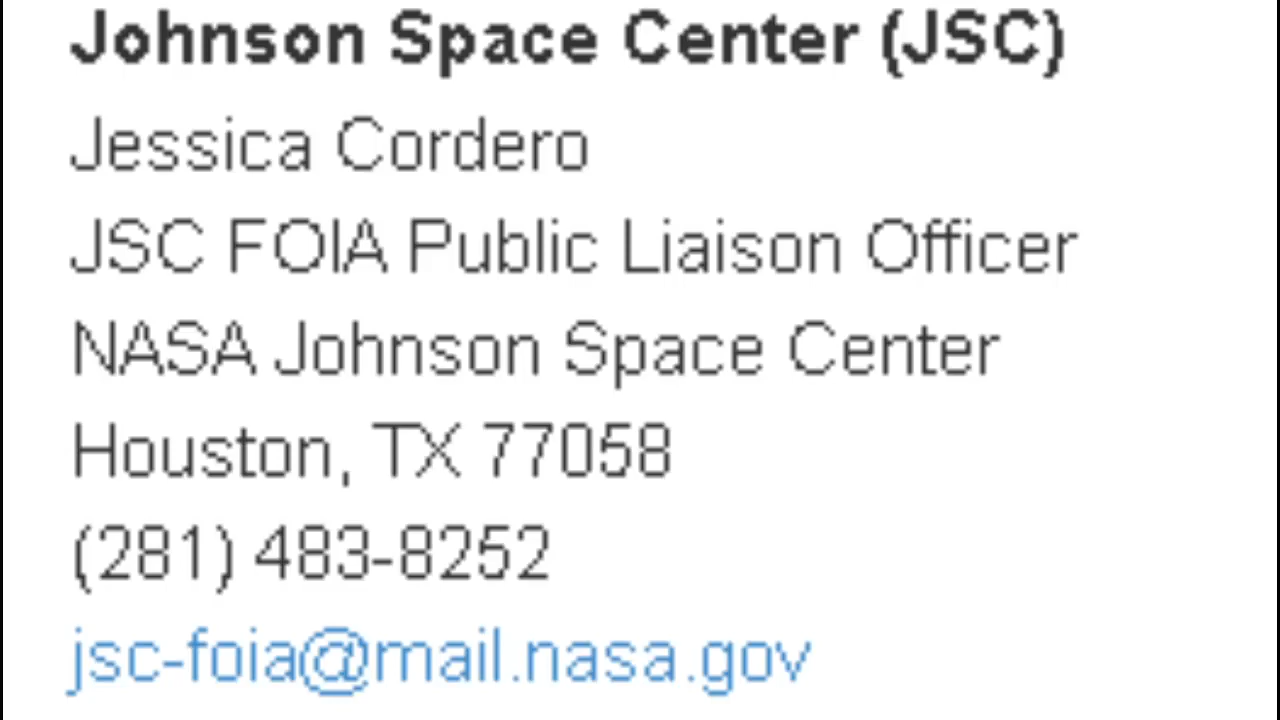 Johnson Space Center (JSC)
Jessica Cordero
JSC FOIA Public Liaison Officer
NASA Johnson Space Center
Houston, TX 77058
(281) 483-8252
jsc-foia@mail.nasa.gov